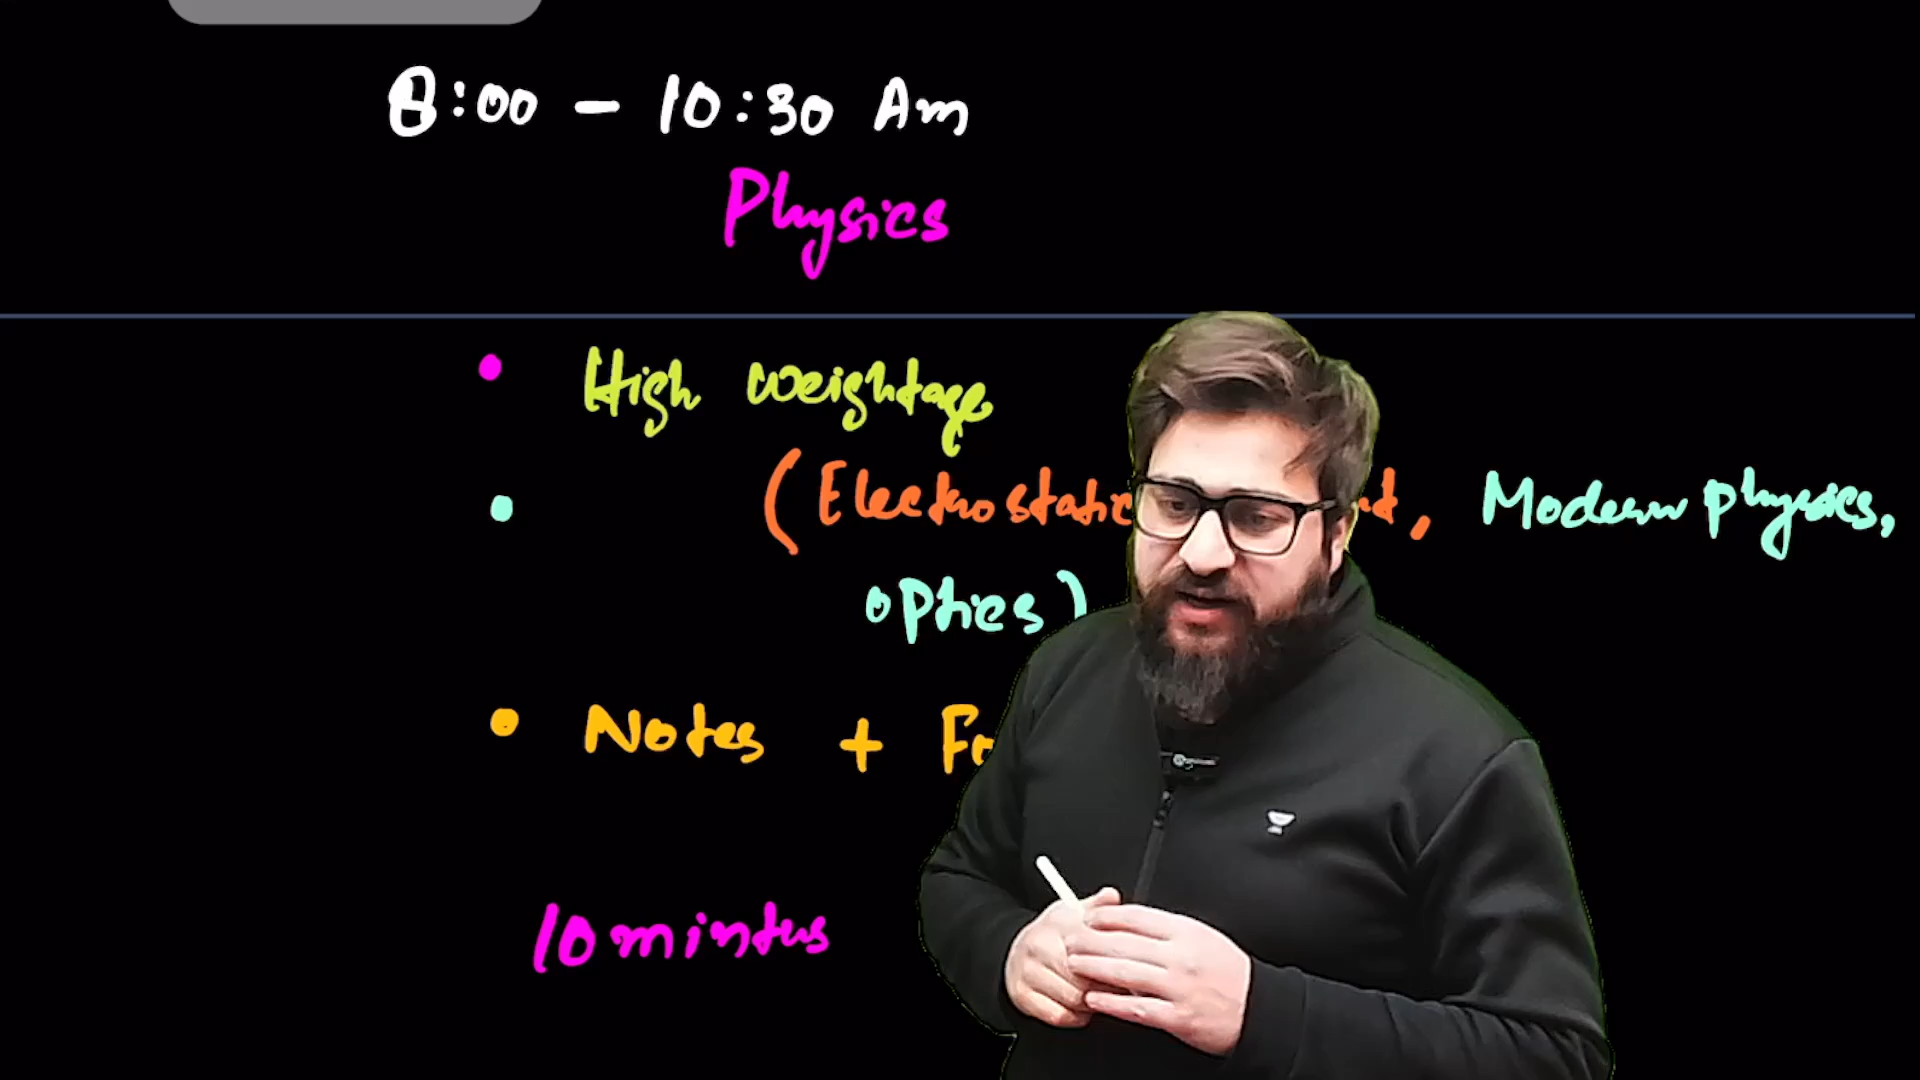 8:00 - 10:30 Am
Physics
High weightage
(Electrostatic , Modern physics,
optics)
Notes +
10 mintus